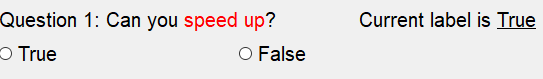 Question 1: Can you speed up? Current label is True
True False